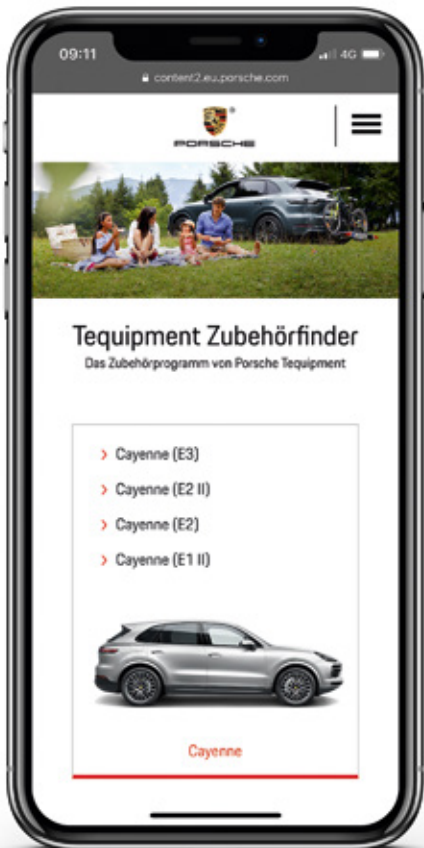 09:11
4G
content2.eu.porsche.com
PORSCHE
Tequipment Zubehörfinder
Das Zubehörprogramm von Porsche Tequipment
> Cayenne (E3)
> Cayenne (E2 II)
> Cayenne (E2)
> Cayenne (E1 II)
Cayenne